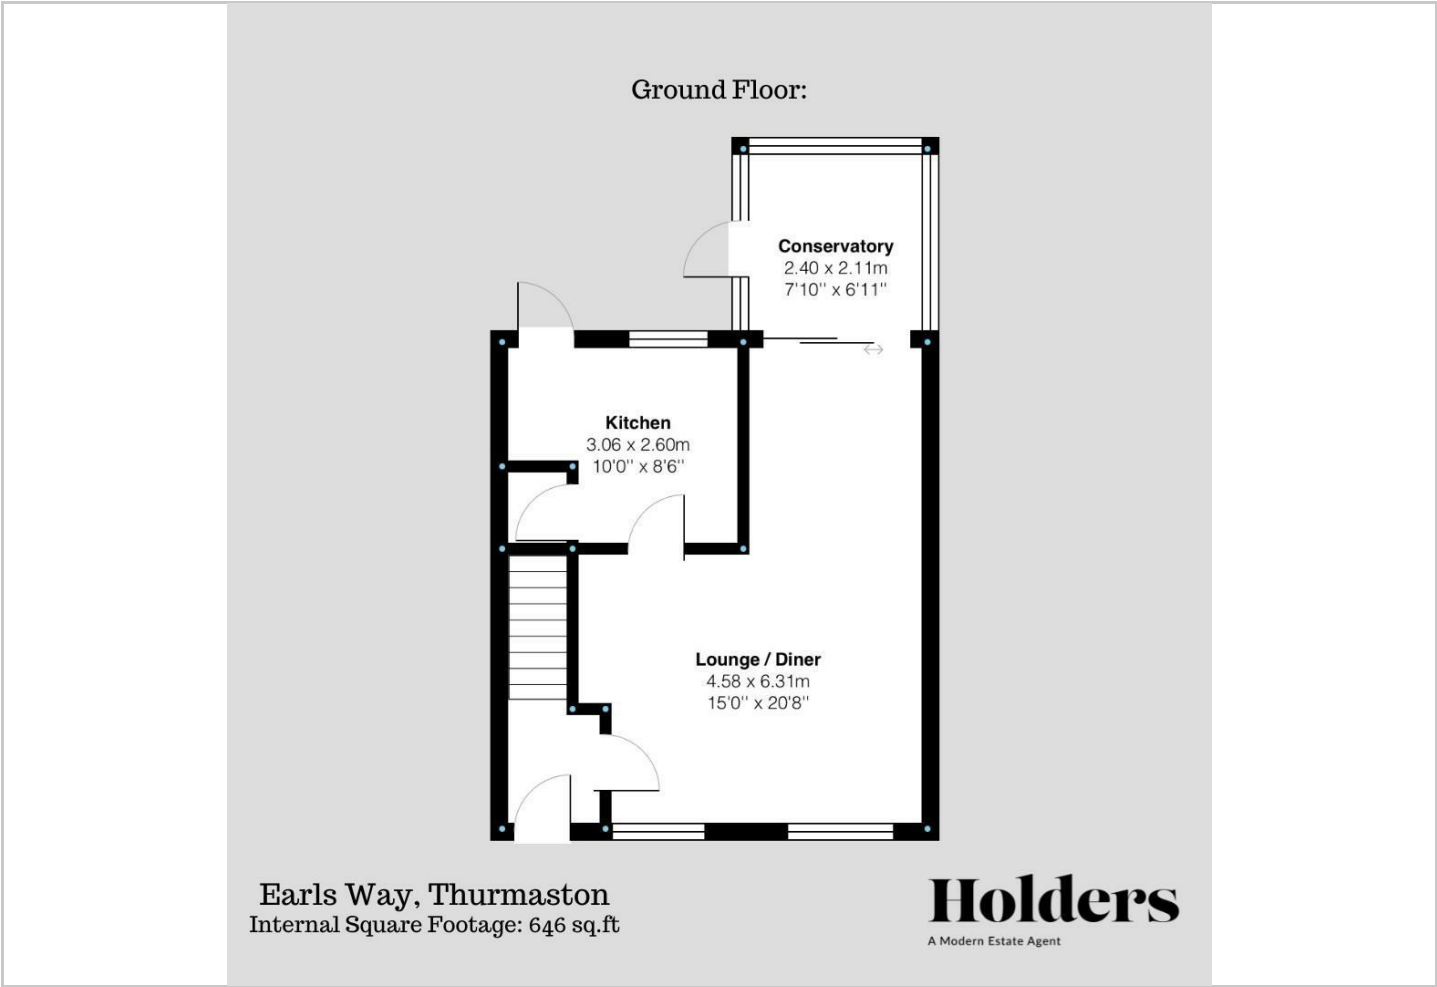 Ground Floor:
Conservatory
2.40 x 2.11m
7'10'' x 6'11''
Kitchen
3.06 x 2.60m
10'0'' x 8'6''
Lounge / Diner
4.58 x 6.31m
15'0'' x 20'8''
Earls Way, Thurmaston
Internal Square Footage: 646 sq.ft
Holders
A Modern Estate Agent